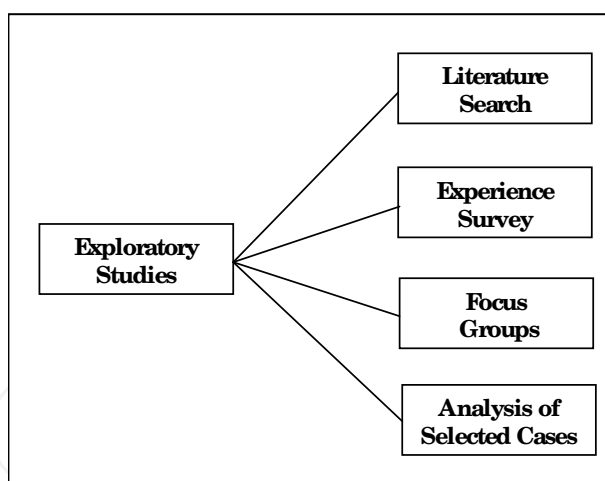 Literature
Search
Experience
Survey
Exploratory
Studies
Focus
Groups
Analysis of
Selected Cases